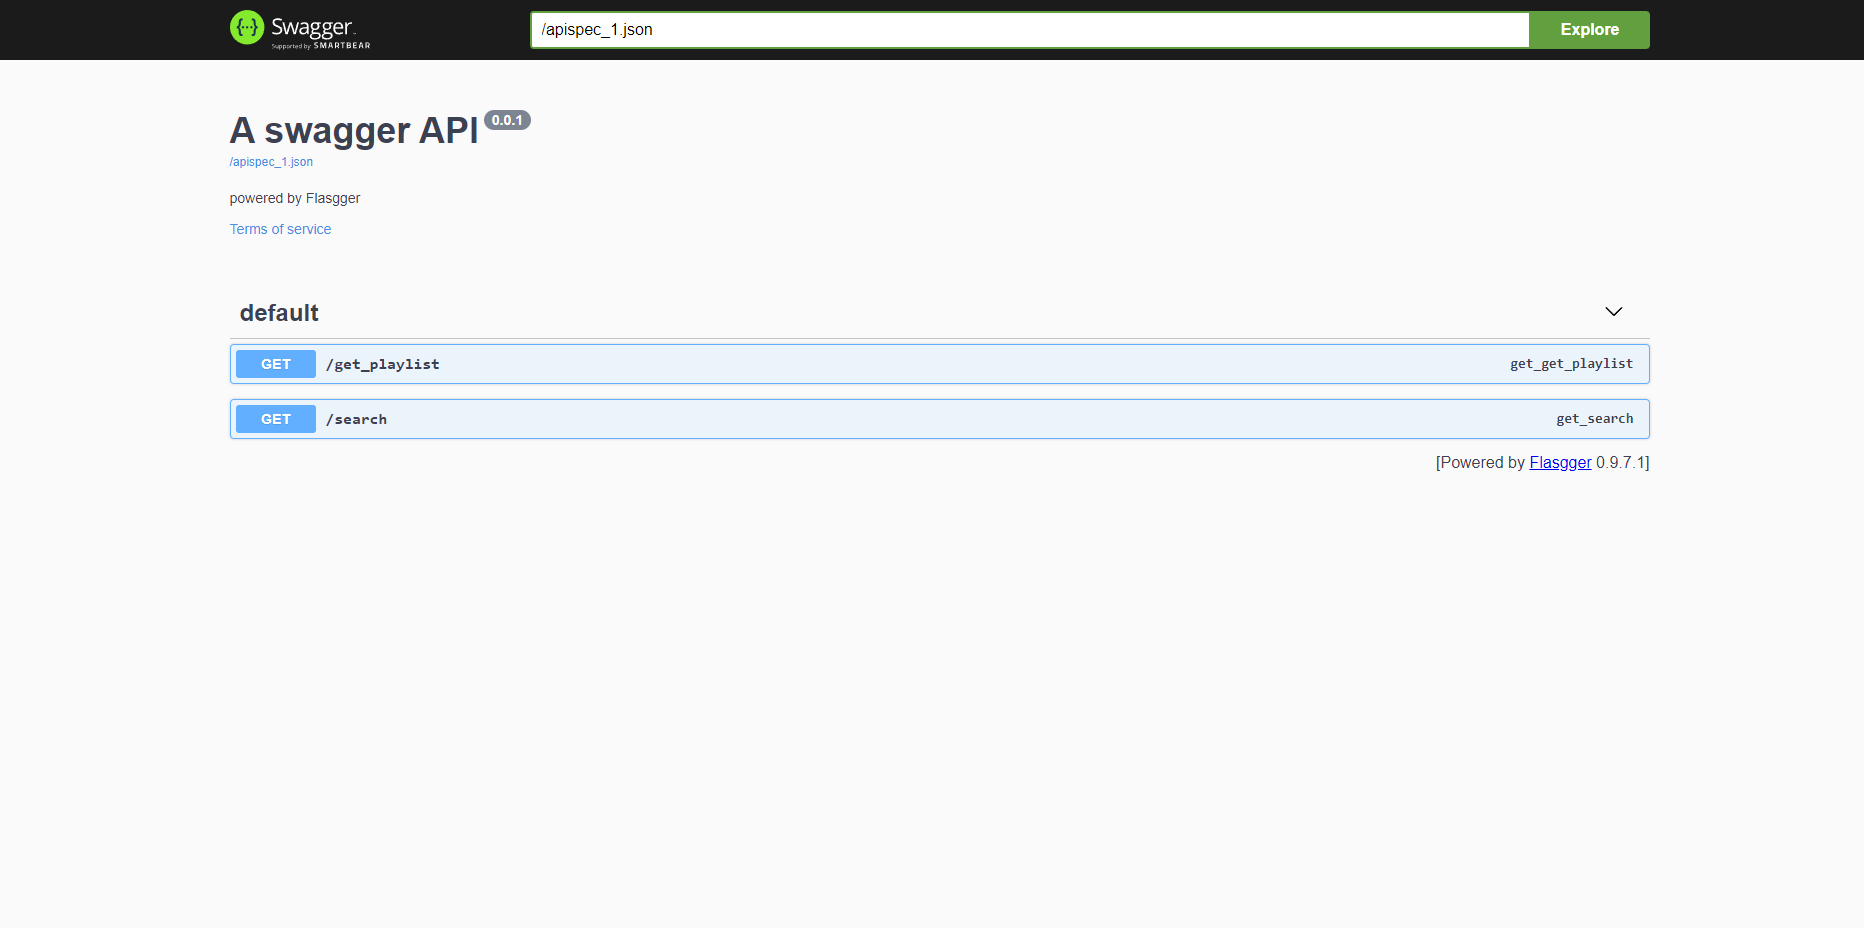 {···} Swagger™
Supported by SMARTBEAR
/apispec_1.json
Explore
A swagger API 0.0.1
/apispec_1.json
powered by Flasgger
Terms of service
default
GET /get_playlist get_get_playlist
GET /search get_search
[Powered by Flasgger 0.9.7.1]